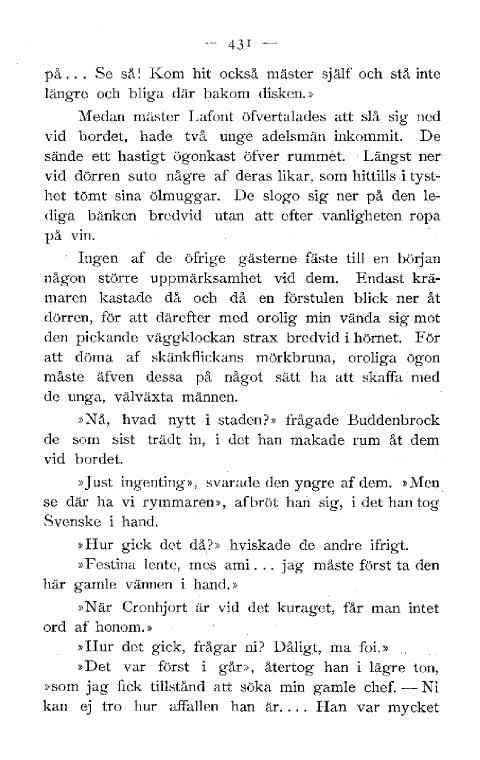 — 431 —
på... Se så! Kom hit också mäster själf och stå inte
längre och bliga där bakom disken.»
Medan mäster Lafont öfvertalades att slå sig ned
vid bordet, hade två unge adelsmän inkommit. De
sände ett hastigt ögonkast öfver rummet. Längst ner
vid dörren suto någre af deras likar, som hittills i tyst-
het tömt sina ölmuggar. De slogo sig ner på den le-
diga bänken bredvid utan att efter vanligheten ropa
på vin.
Ingen af de öfrige gästerne fäste till en början
någon större uppmärksamhet vid dem. Endast krä-
maren kastade då och då en förstulen blick ner åt
dörren, för att därefter med orolig min vända sig mot
den pickande väggklockan strax bredvid i hörnet. För
att döma af skänkflickans mörkbruna, oroliga ögon
måste äfven dessa på något sätt ha att skaffa med
de unga, välväxta männen.
»Nå, hvad nytt i staden?» frågade Buddenbrock
de som sist trädt in, i det han makade rum åt dem
vid bordet.
»Just ingenting», svarade den yngre af dem. »Men
se där ha vi rymmaren», afbröt han sig, i det han tog
Svenske i hand.
»Hur gick det då?» hviskade de andre ifrigt.
»Festina lente, mes ami... jag måste först ta den
här gamle vännen i hand.»
»När Cronhjort är vid det kuraget, får man intet
ord af honom.»
»Hur det gick, frågar ni? Dåligt, ma foi.»
»Det var först i går», återtog han i lägre ton,
»som jag fick tillstånd att söka min gamle chef. — Ni
kan ej tro hur affallen han är.... Han var mycket